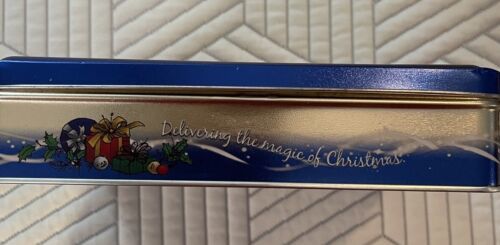 Delivering the magic of Christmas.